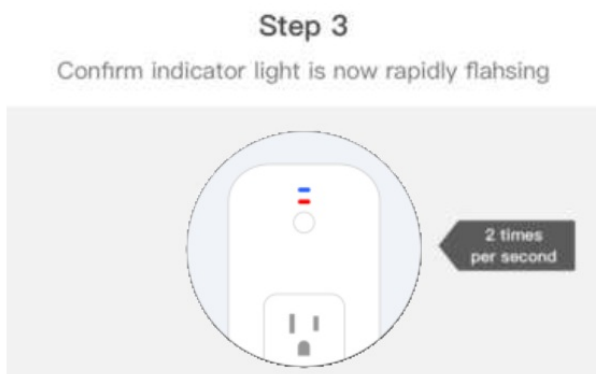 Step 3
Confirm indicator light is now rapidly flahsing
2 times
per second